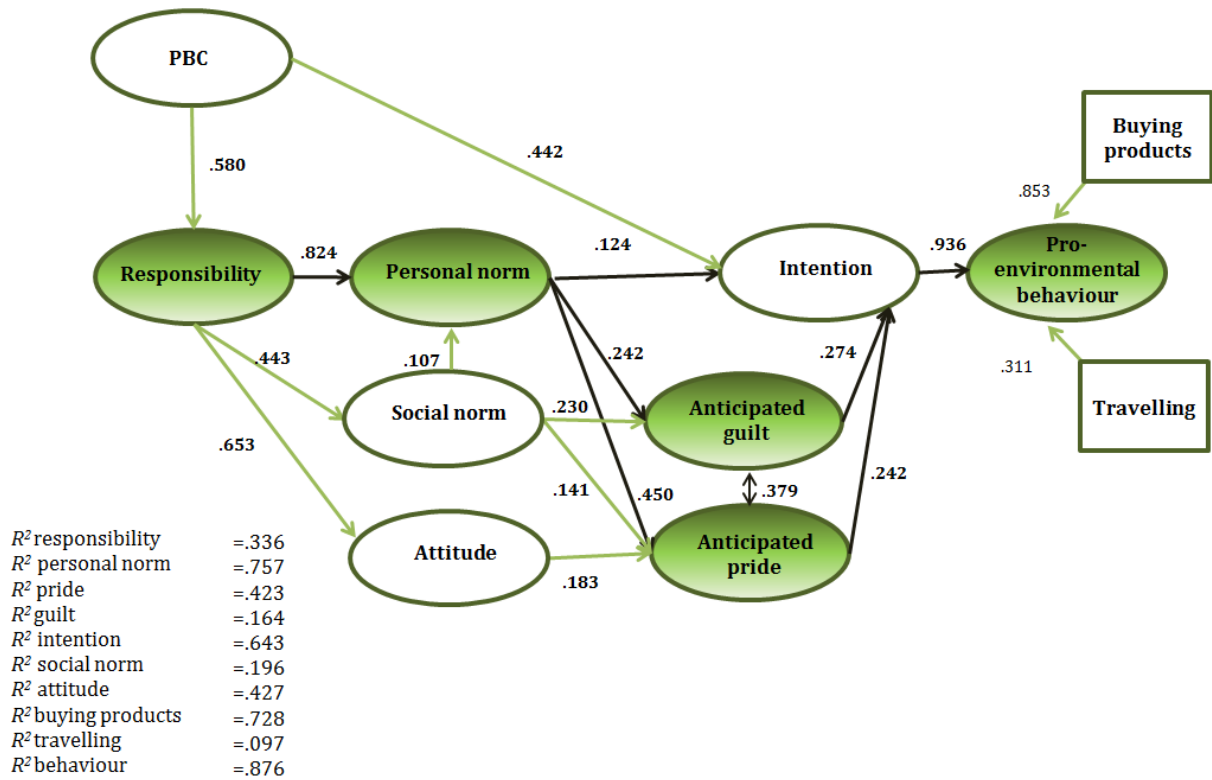 PBC
.580
.442
Buying
products
.853
Responsibility
.824
Personal norm
.124
Intention
.936
Pro-
environmental
behaviour
.443
.107
.242
.274
.311
Social norm
.230
Anticipated
guilt
Travelling
.653
.141
.450
.379
.242
Attitude
.183
Anticipated
pride
R² responsibility =.336
R² personal norm =.757
R² pride =.423
R² guilt =.164
R² intention =.643
R² social norm =.196
R² attitude =.427
R² buying products =.728
R² travelling =.097
R² behaviour =.876